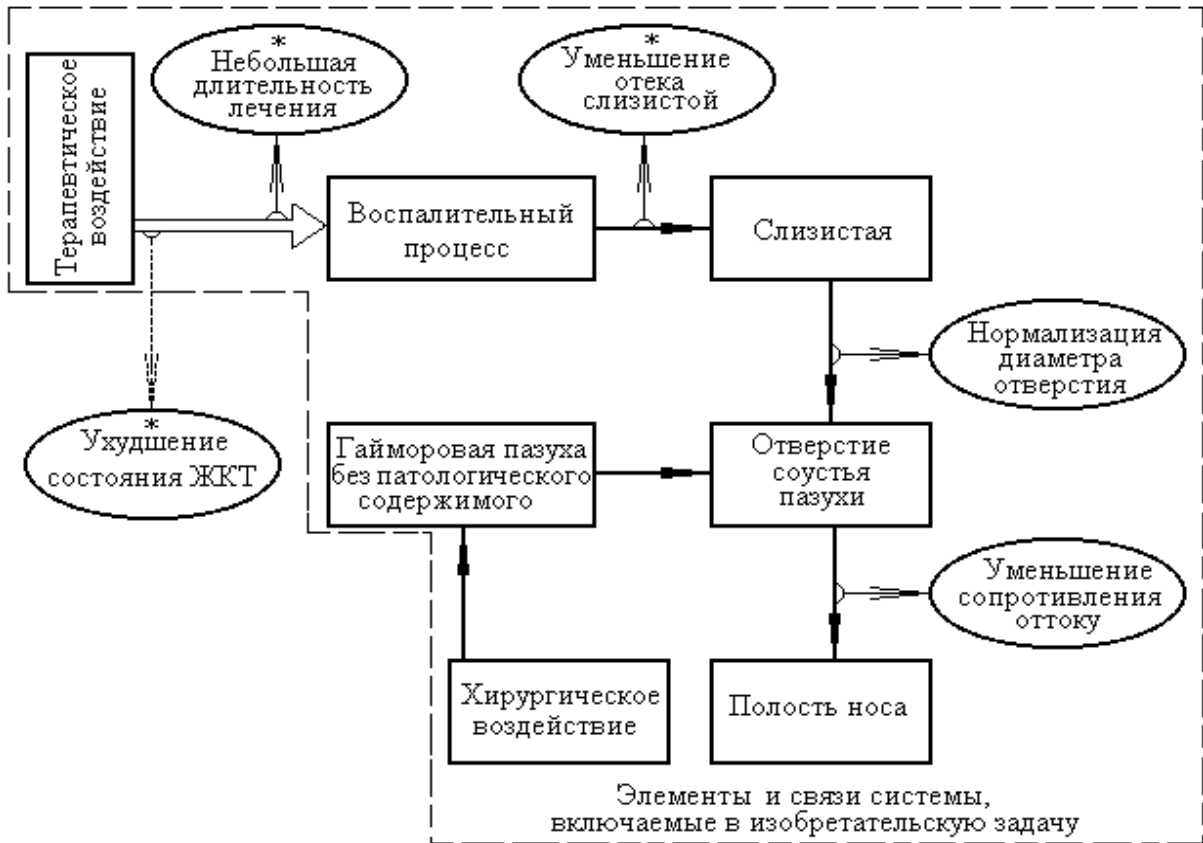 Терапевтическое
воздействие
*
Небольшая
длительность
лечения
*
Уменьшение
отека
слизистой
Воспалительный
процесс
Слизистая
Нормализация
диаметра
отверстия
*
Ухудшение
состояния ЖКТ
Гайморовая пазуха
без патологического
содержимого
Отверстие
соустья
пазухи
Уменьшение
сопротивления
оттоку
Хирургическое
воздействие
Полость носа
Элементы и связи системы,
включаемые в изобретательскую задачу